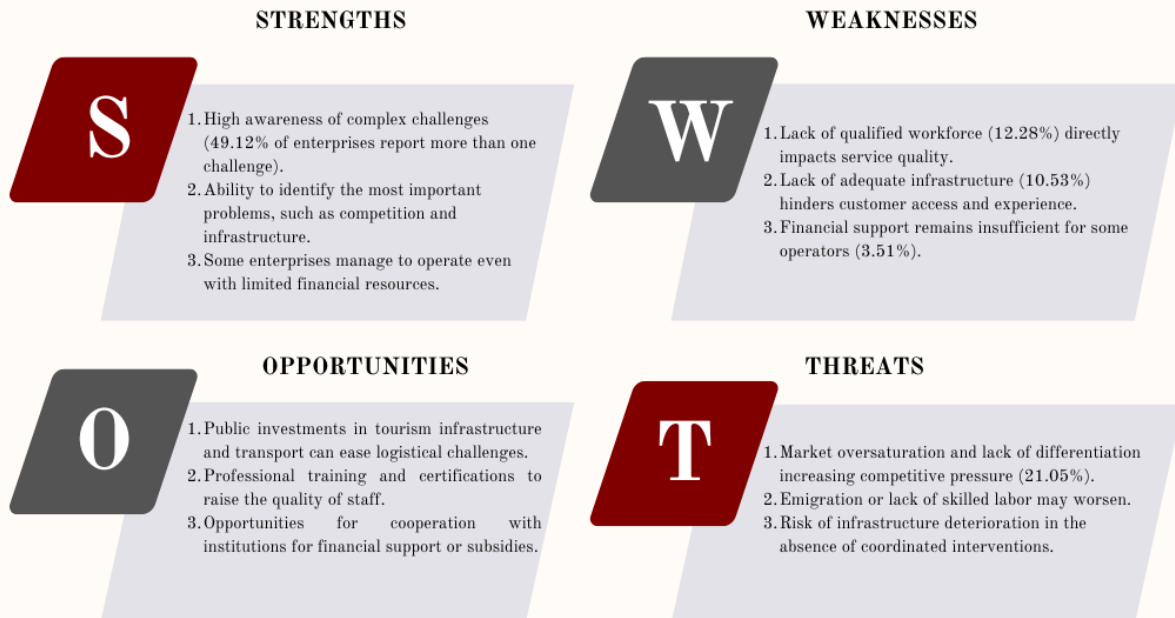 STRENGTHS
S
1. High awareness of complex challenges
(49.12% of enterprises report more than one
challenge).
2. Ability to identify the most important
problems, such as competition and
infrastructure.
3. Some enterprises manage to operate even
with limited financial resources.
WEAKNESSES
W
1. Lack of qualified workforce (12.28%) directly
impacts service quality.
2. Lack of adequate infrastructure (10.53%)
hinders customer access and experience.
3. Financial support remains insufficient for some
operators (3.51%).
OPPORTUNITIES
O
1. Public investments in tourism infrastructure
and transport can ease logistical challenges.
2. Professional training and certifications to
raise the quality of staff.
3. Opportunities for cooperation with
institutions for financial support or subsidies.
THREATS
T
1. Market oversaturation and lack of differentiation
increasing competitive pressure (21.05%).
2. Emigration or lack of skilled labor may worsen.
3. Risk of infrastructure deterioration in the
absence of coordinated interventions.